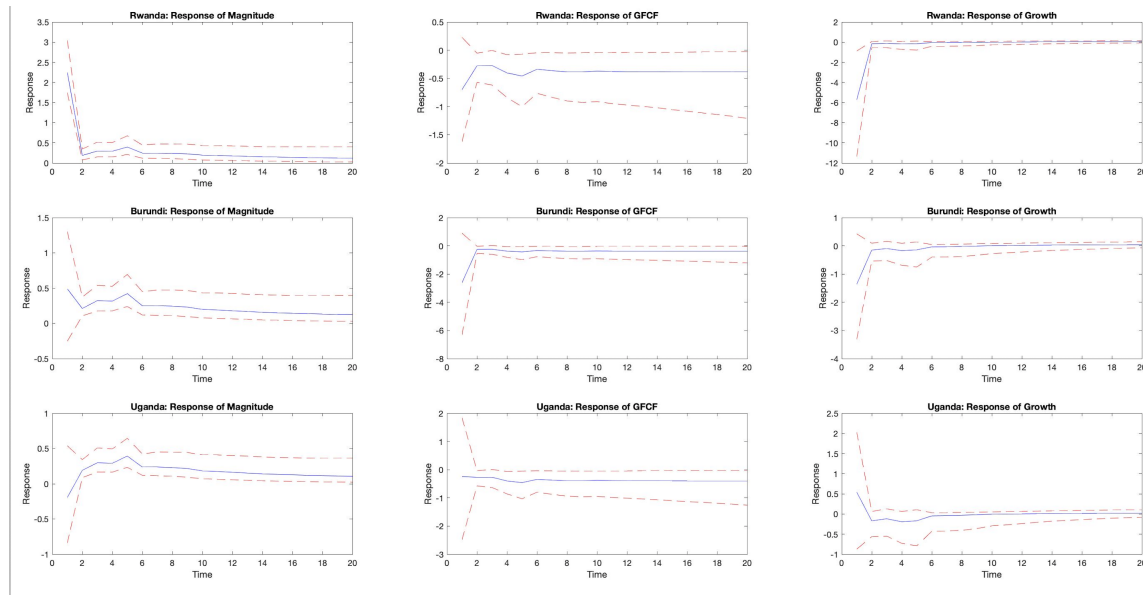 Rwanda: Response of Magnitude
3.5
3
2.5
2
1.5
1
0.5
0
Response
0 2 4 6 8 10 12 14 16 18 20
Time
Rwanda: Response of GFCF
0.5
0
-0.5
-1
-1.5
-2
Response
0 2 4 6 8 10 12 14 16 18 20
Time
Rwanda: Response of Growth
2
0
-2
-4
-6
-8
-10
-12
Response
0 2 4 6 8 10 12 14 16 18 20
Time
Burundi: Response of Magnitude
1.5
1
0.5
0
-0.5
Response
0 2 4 6 8 10 12 14 16 18 20
Time
Burundi: Response of GFCF
2
0
-2
-4
-6
-8
Response
0 2 4 6 8 10 12 14 16 18 20
Time
Burundi: Response of Growth
1
0
-1
-2
-3
-4
Response
0 2 4 6 8 10 12 14 16 18 20
Time
Uganda: Response of Magnitude
1
0.5
0
-0.5
-1
Response
0 2 4 6 8 10 12 14 16 18 20
Time
Uganda: Response of GFCF
2
1
0
-1
-2
-3
Response
0 2 4 6 8 10 12 14 16 18 20
Time
Uganda: Response of Growth
2.5
2
1.5
1
0.5
0
-0.5
-1
Response
0 2 4 6 8 10 12 14 16 18 20
Time